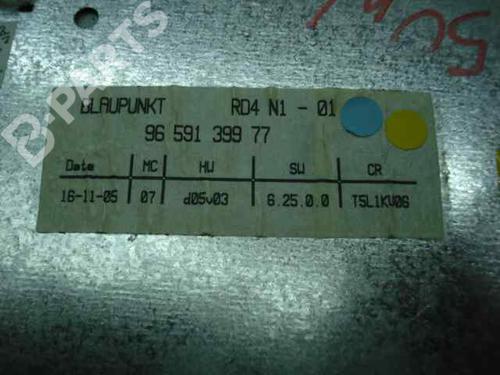 BLAUPUNKT RD4 N1 - 01
96 591 399 77
Date MC HW SW CR
16-11-05 07 d05v03 6.25.0.0 T5L1KV06